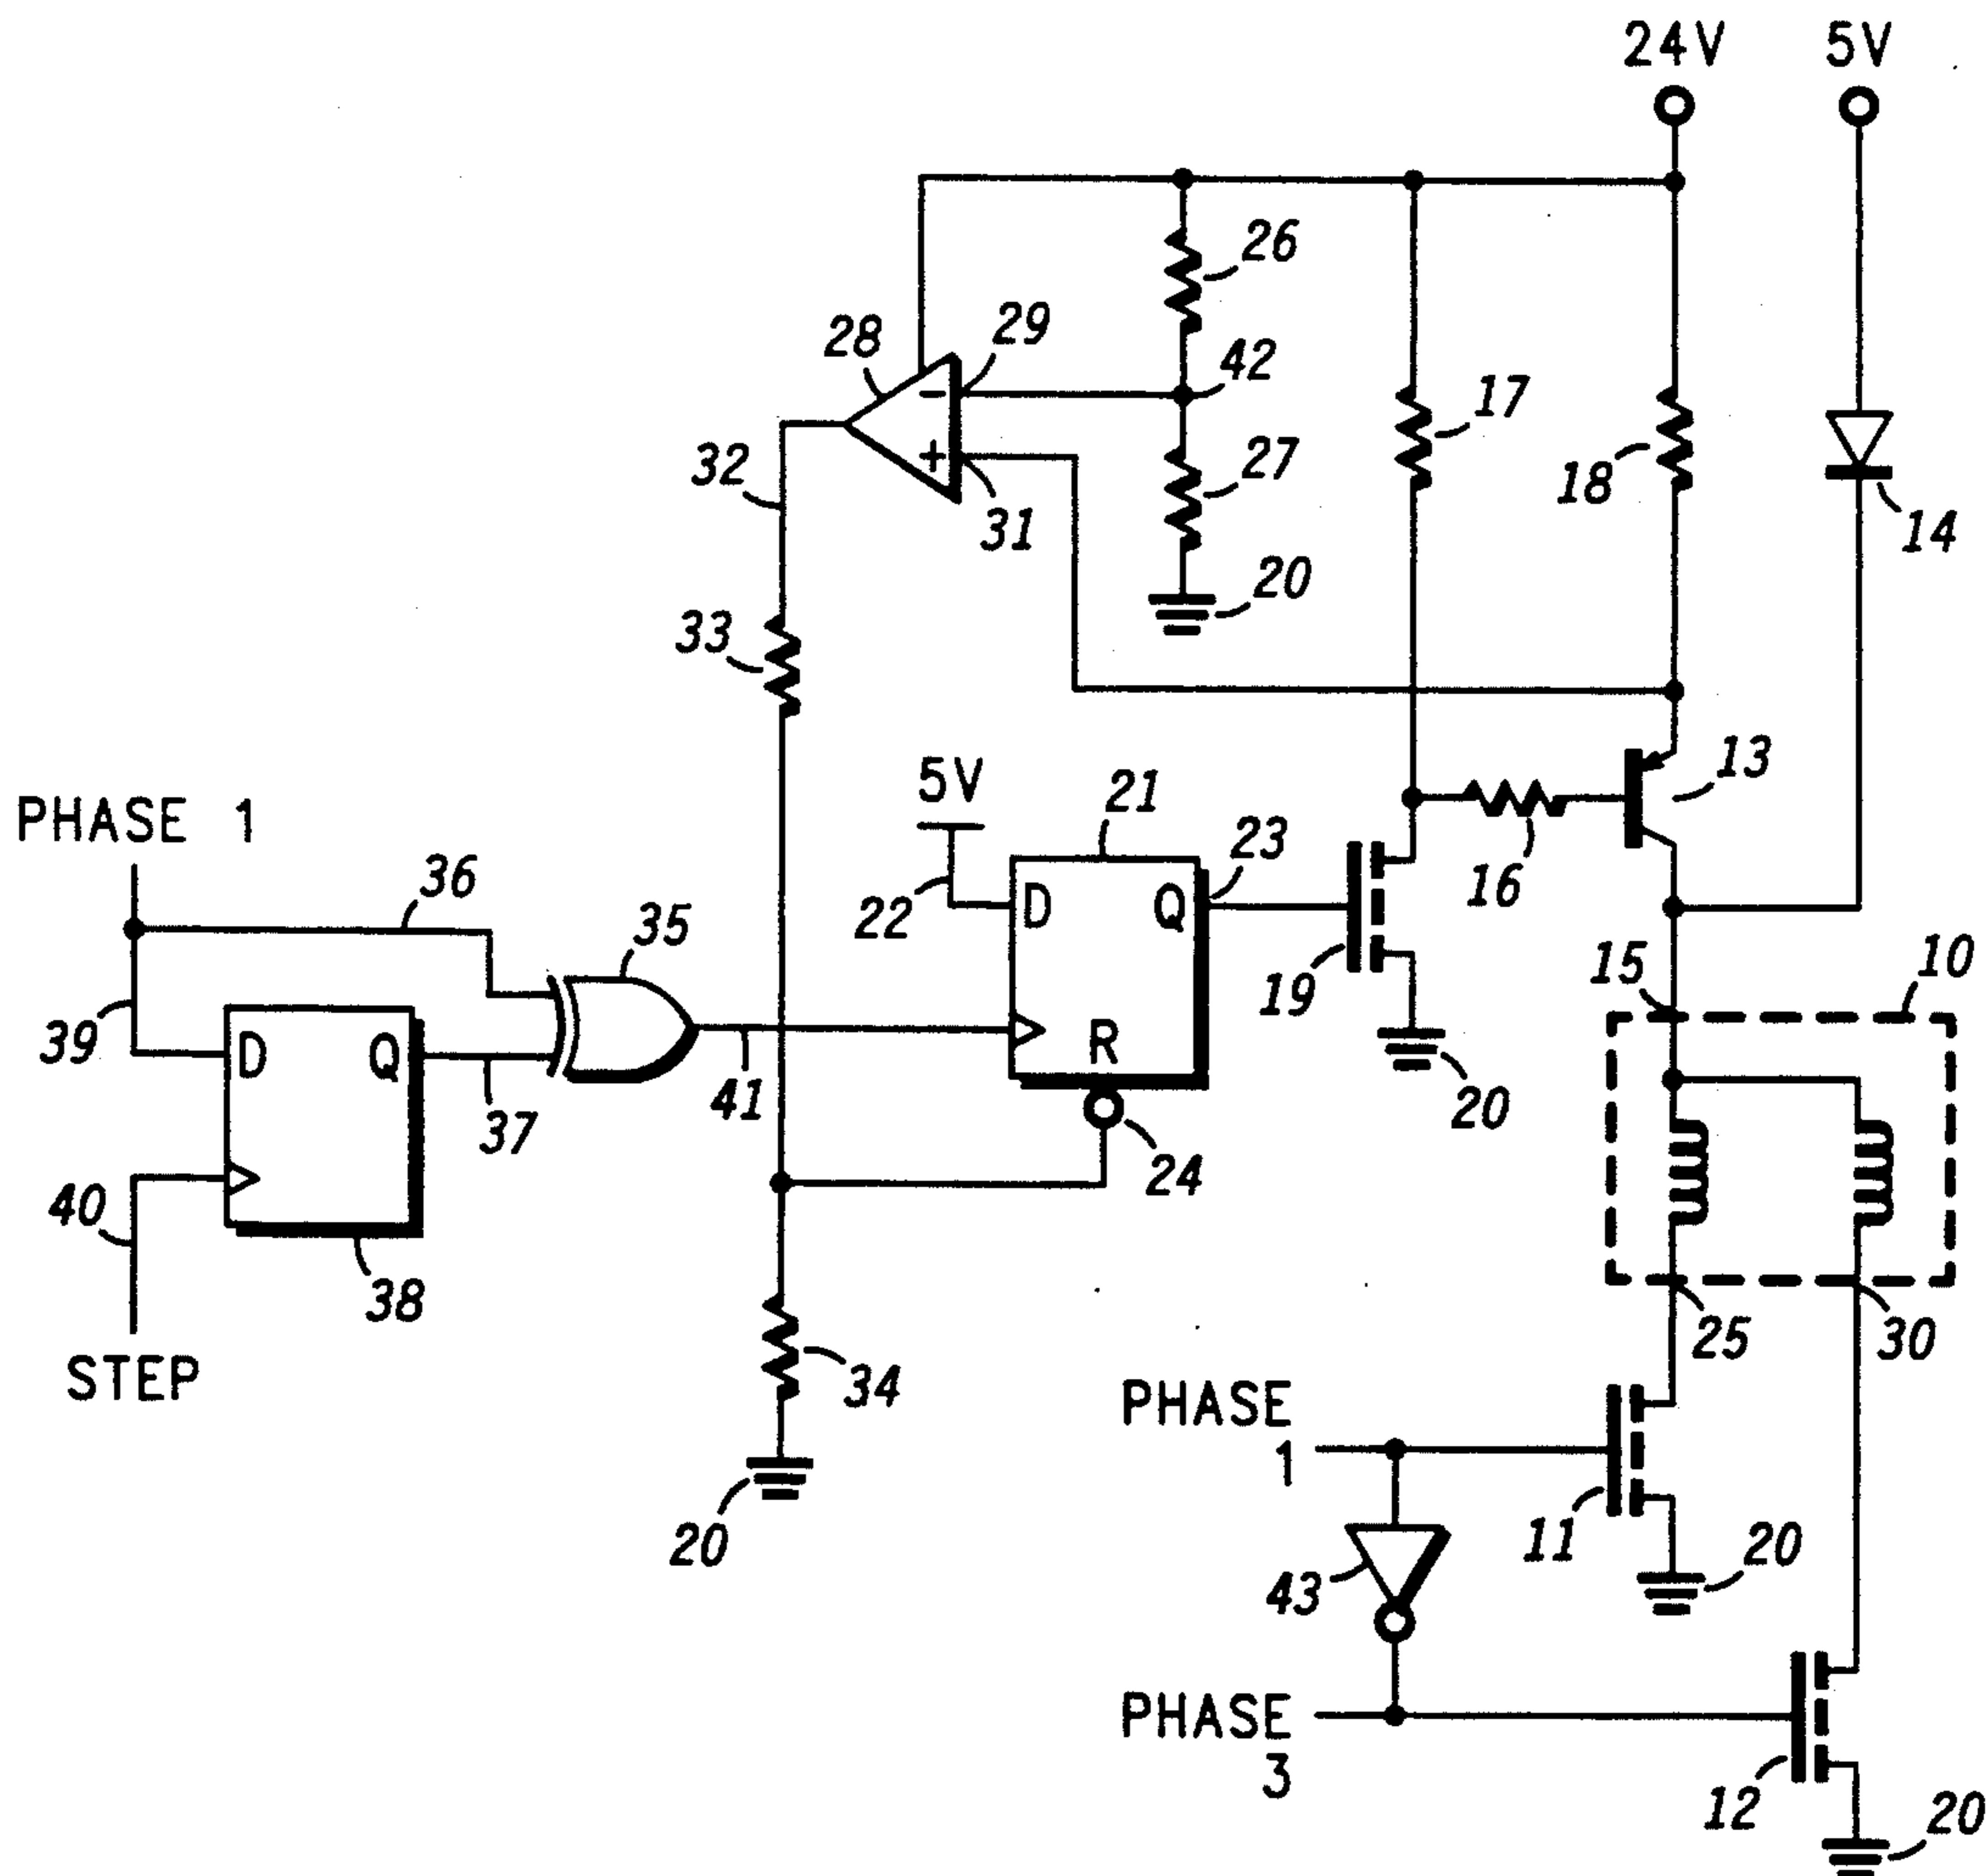 24V 5V
26
28 29 42 17
32 27 18
31 14
20
33
5V 21 13
PHASE 1 23
36 16
35 22 D Q
19 15 10
39 D Q R
41 20
37 24
40
38 25 30
STEP
34 PHASE
1
11 20
20 43
PHASE
3
12 20
- +